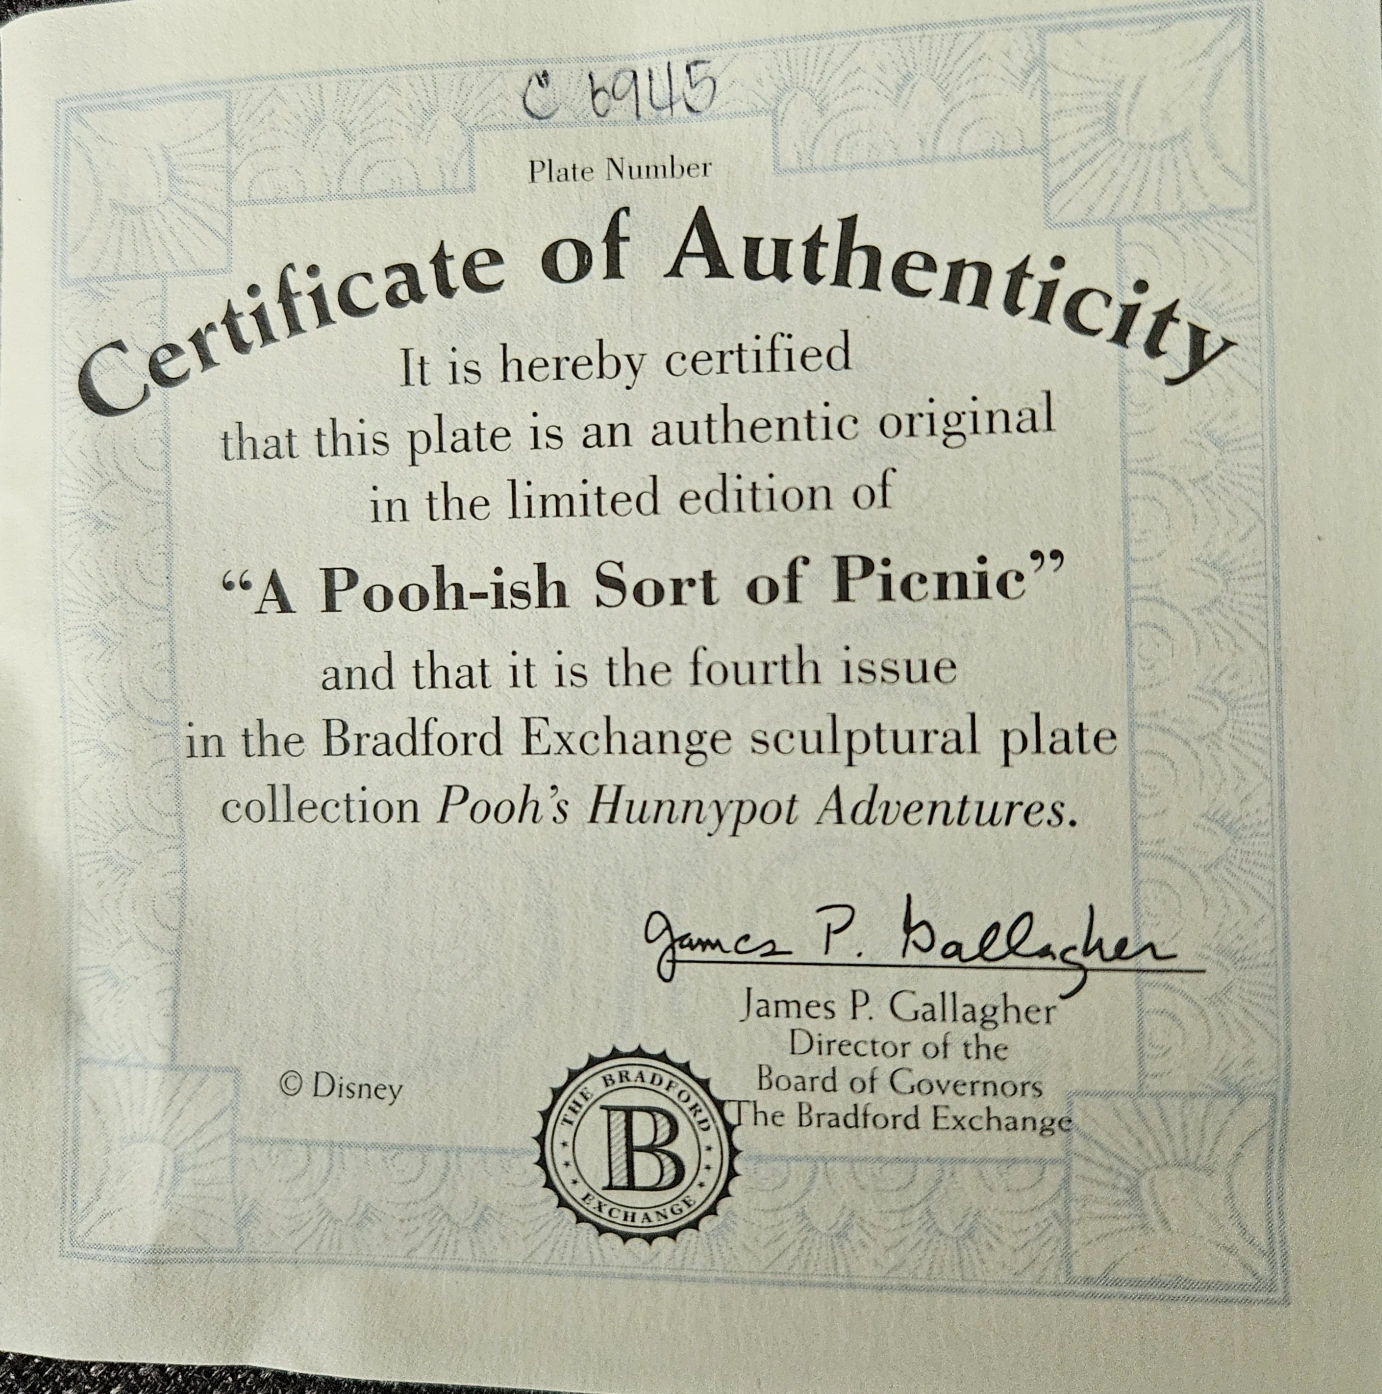 C 6945
Plate Number
Certificate of Authenticity
It is hereby certified
that this plate is an authentic original
in the limited edition of
“A Pooh-ish Sort of Picnic”
and that it is the fourth issue
in the Bradford Exchange sculptural plate
collection Pooh’s Hunnypot Adventures.
James P. Gallagher
James P. Gallagher
Director of the
Board of Governors
The Bradford Exchange
© Disney
THE BRADFORD
B
EXCHANGE